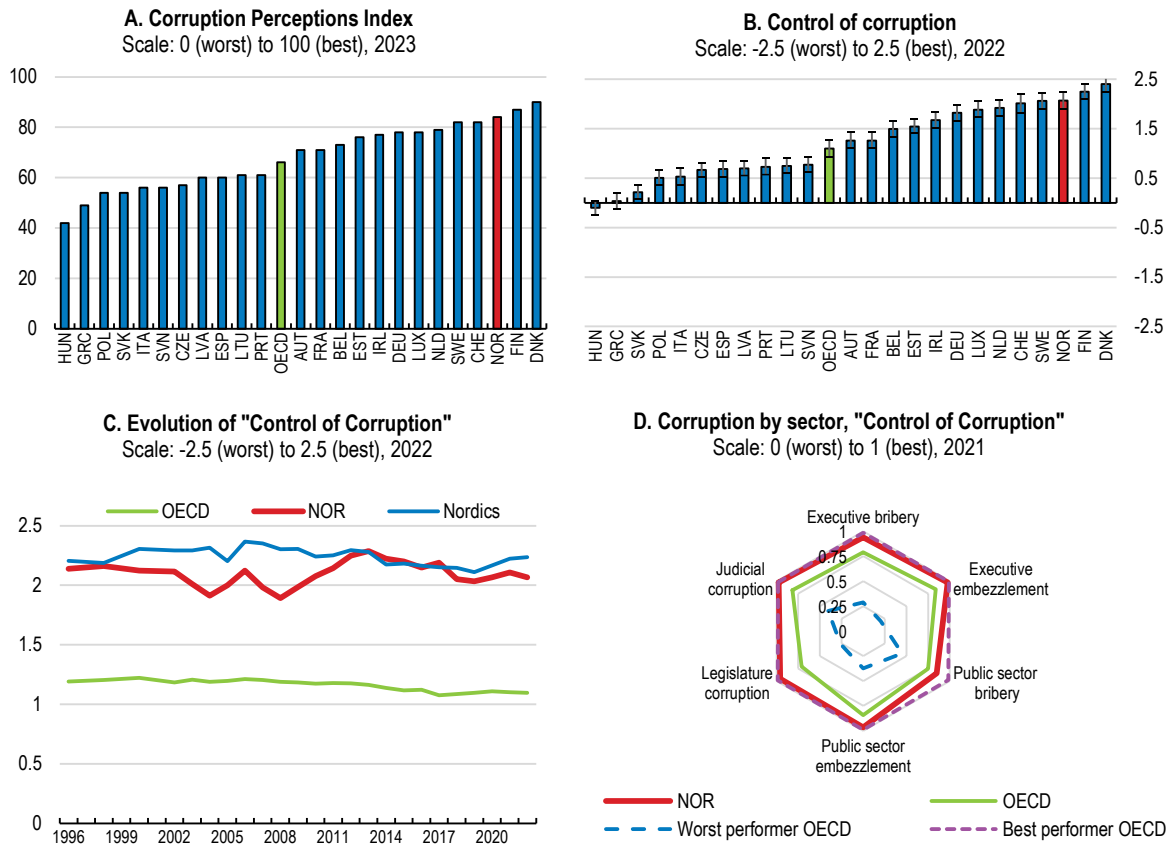 A. Corruption Perceptions Index
Scale: 0 (worst) to 100 (best), 2023
100
80
60
40
20
0
HUN GRC POL SVK ITA SVN CZE LVA ESP LTU PRT OECD AUT FRA BEL EST IRL DEU LUX NLD SWE CHE NOR FIN DNK
B. Control of corruption
Scale: -2.5 (worst) to 2.5 (best), 2022
2.5
1.5
0.5
-0.5
-1.5
-2.5
HUN GRC SVK POL ITA CZE ESP LVA PRT LTU SVN OECD AUT FRA BEL EST IRL DEU LUX NLD CHE SWE NOR FIN DNK
C. Evolution of "Control of Corruption"
Scale: -2.5 (worst) to 2.5 (best), 2022
OECD NOR Nordics
2.5
2
1.5
1
0.5
0
1996 1999 2002 2005 2008 2011 2014 2017 2020
D. Corruption by sector, "Control of Corruption"
Scale: 0 (worst) to 1 (best), 2021
Executive bribery
1
0.75
0.5
0.25
0
Executive
embezzlement
Public sector
bribery
Public sector
embezzlement
Legislature
corruption
Judicial
corruption
NOR OECD
Worst performer OECD Best performer OECD